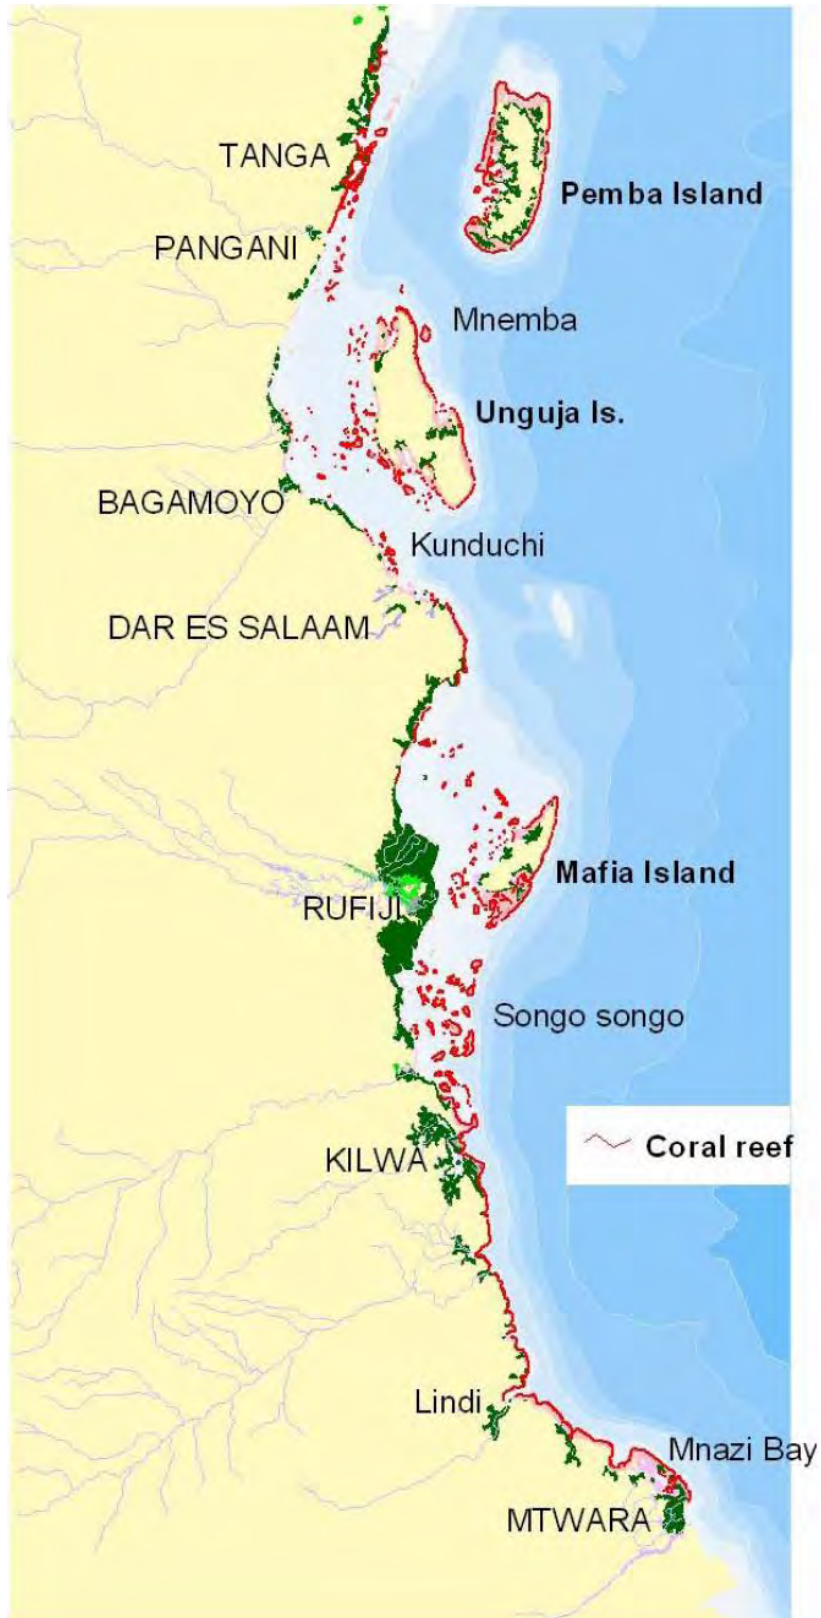 TANGA
Pemba Island
PANGANI
Mnemba
Unguja Is.
BAGAMOYO
Kunduchi
DAR ES SALAAM
Mafia Island
RUFIJI
Songo songo
Coral reef
KILWA
Lindi
Mnazi Bay
MTWARA